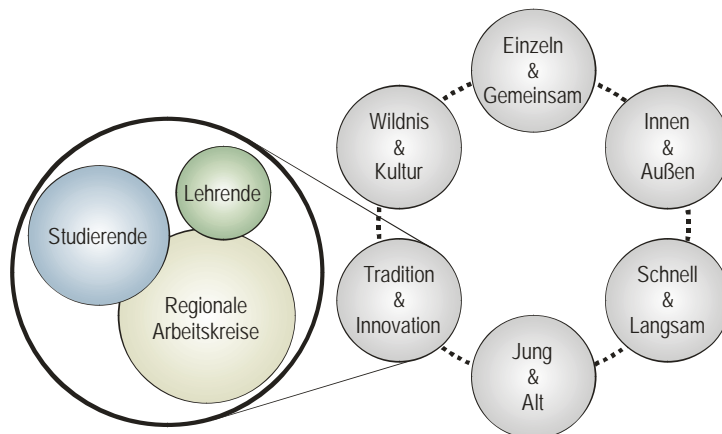 Einzeln
&
Gemeinsam
Wildnis
&
Kultur
Innen
&
Außen
Lehrende
Studierende
Regionale
Arbeitskreise
Tradition
&
Innovation
Schnell
&
Langsam
Jung
&
Alt